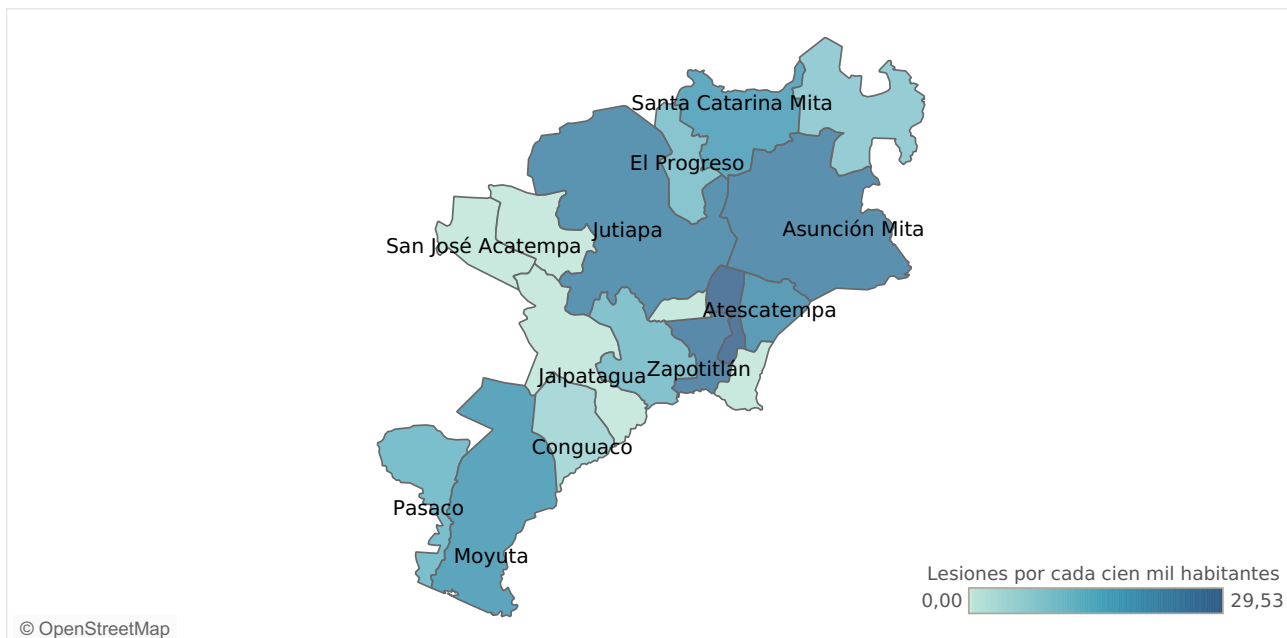 Santa Catarina Mita
El Progreso
Jutiapa
Asunción Mita
San José Acatempa
Atescatempa
Zapotitlán
Jalpatagua
Conguaco
Pasaco
Moyuta
Lesiones por cada cien mil habitantes
0,00 29,53
© OpenStreetMap